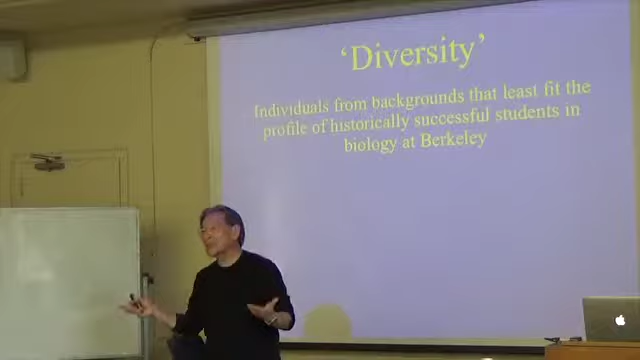 ‘Diversity’
Individuals from backgrounds that least fit the
profile of historically successful students in
biology at Berkeley